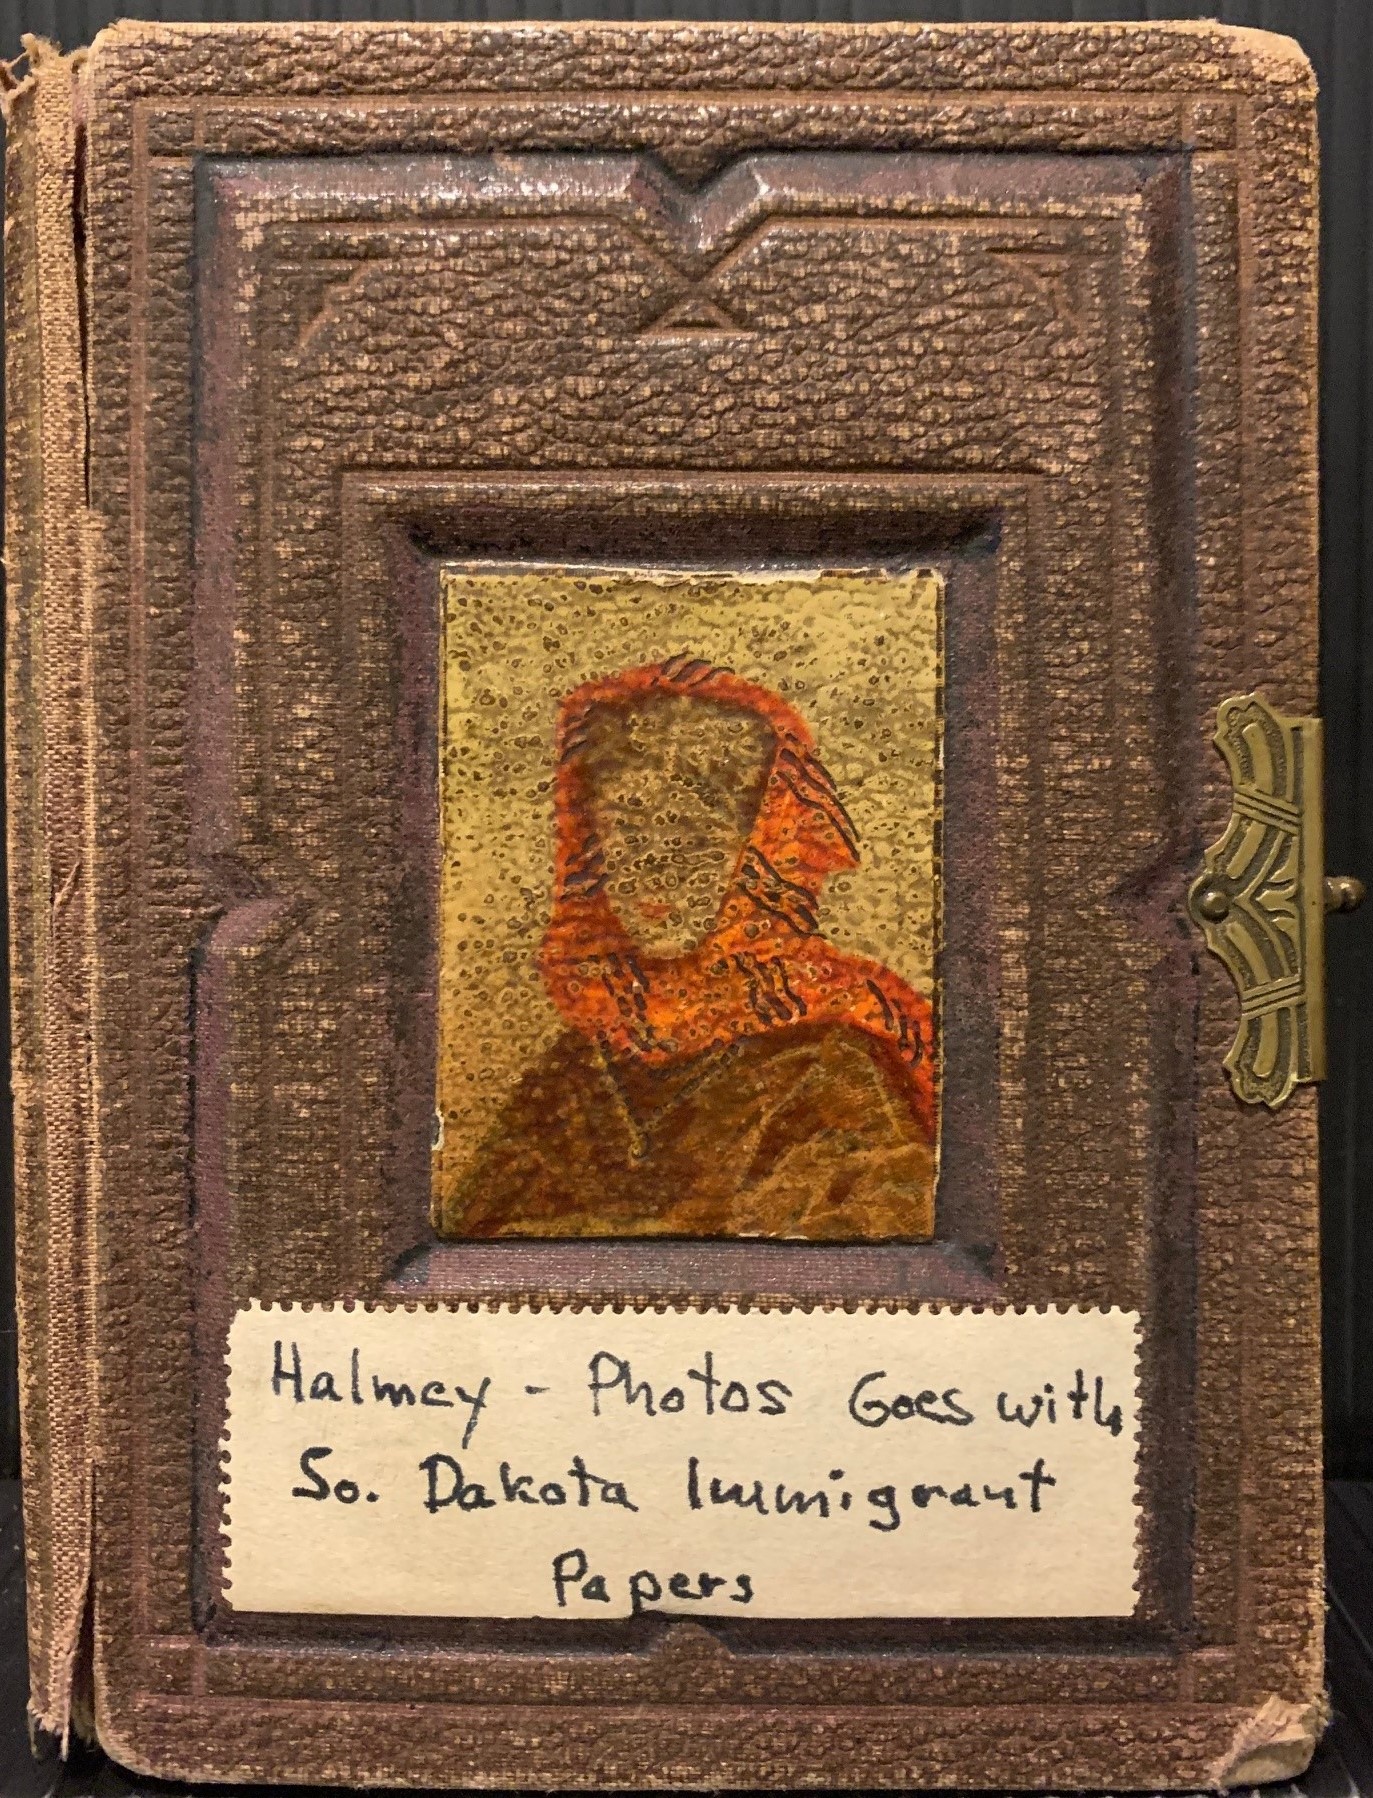 Halmey - Photos Goes with
So. Dakota Immigrant
Papers